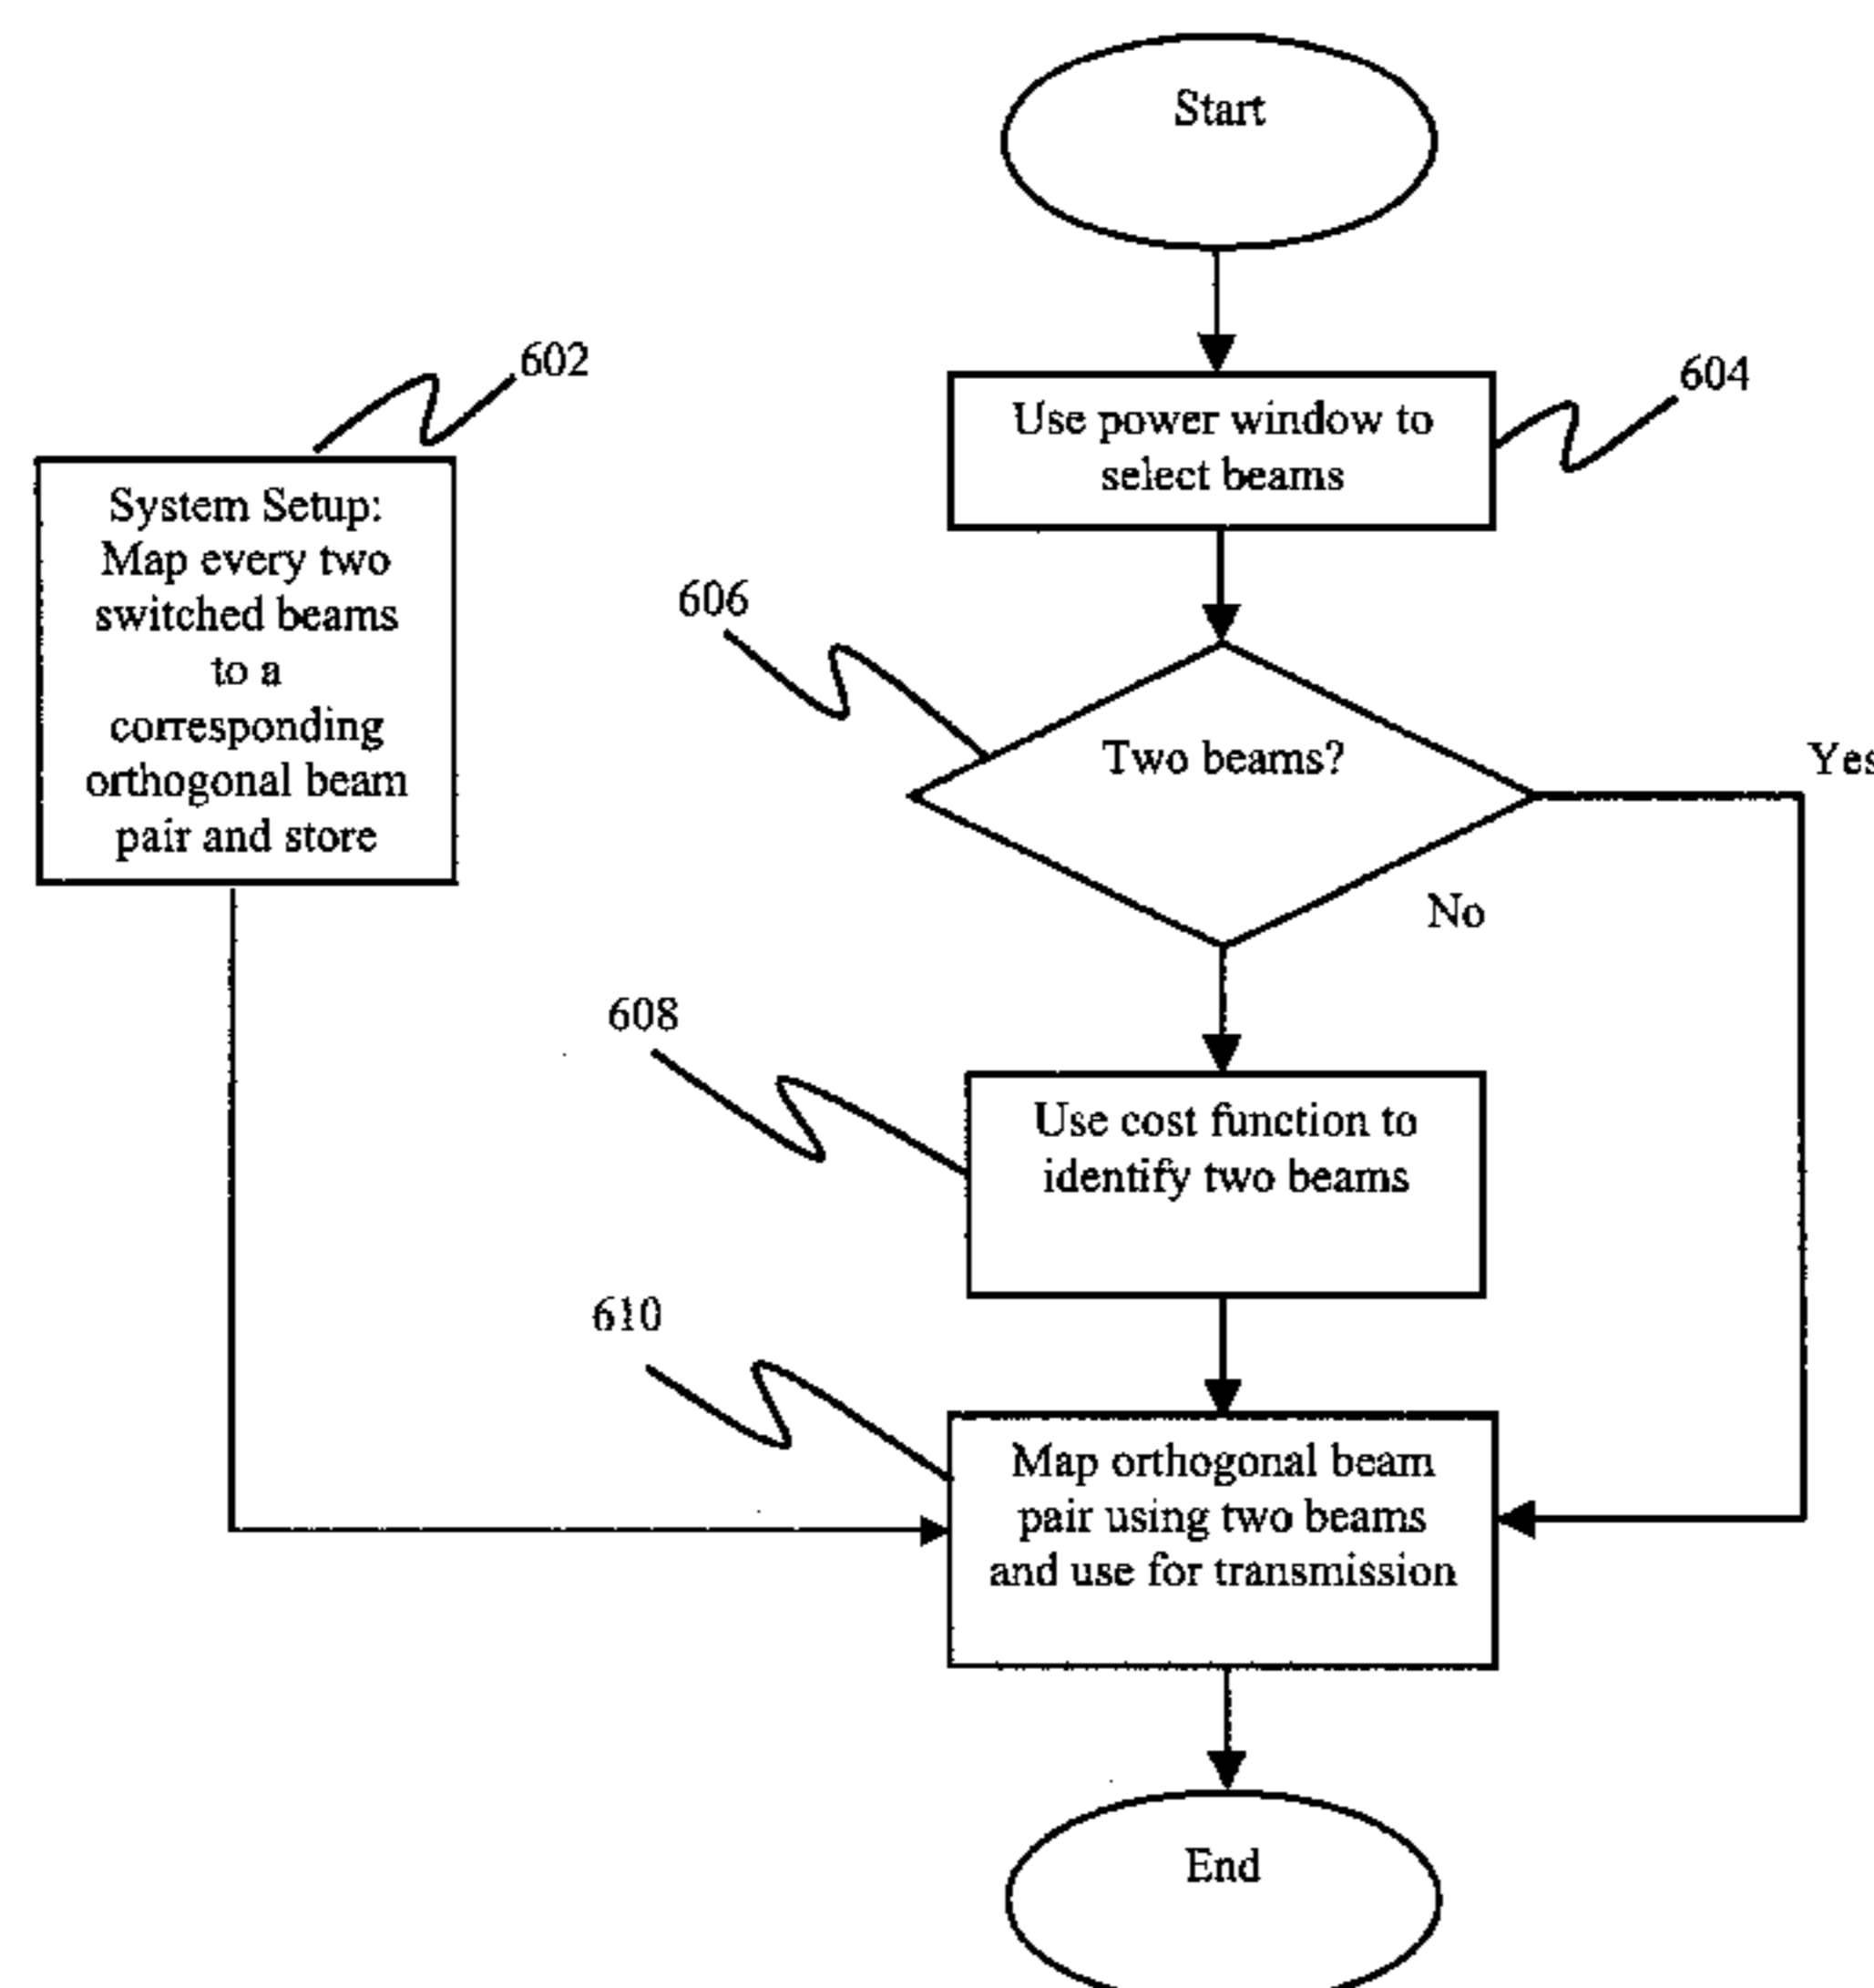 Start
602
604
Use power window to
select beams
System Setup:
Map every two
switched beams
to a
corresponding
orthogonal beam
pair and store
606
Two beams?
Yes
No
608
Use cost function to
identify two beams
610
Map orthogonal beam
pair using two beams
and use for transmission
End